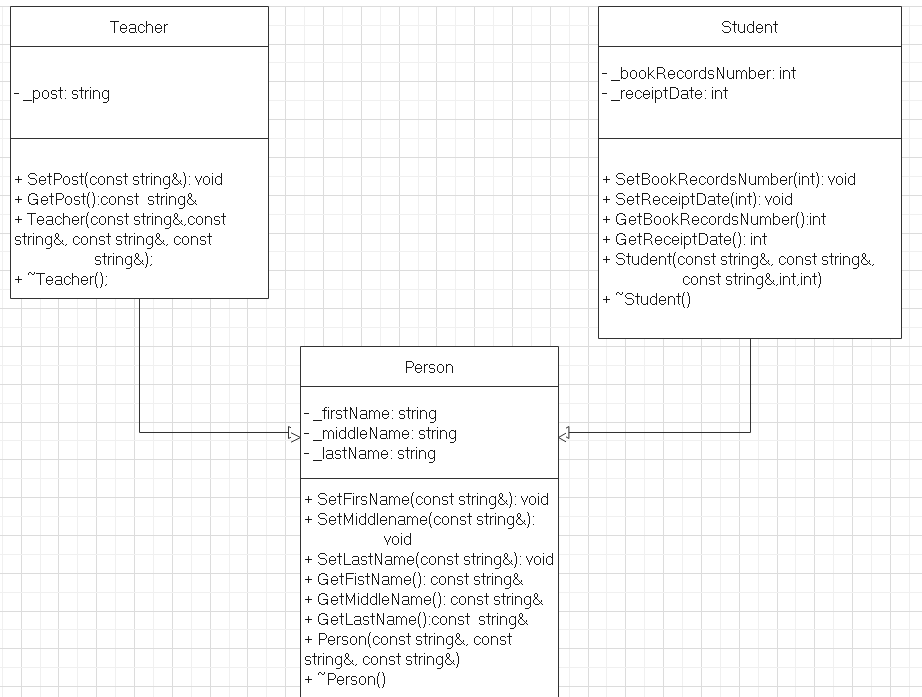 Teacher
- _post: string
+ SetPost(const string&): void
+ GetPost():const  string&
+ Teacher(const string&,const
string&, const string&, const
string&);
+ ~Teacher();
Student
- _bookRecordsNumber: int
- _receiptDate: int
+ SetBookRecordsNumber(int): void
+ SetReceiptDate(int): void
+ GetBookRecordsNumber():int
+ GetReceiptDate(): int
+ Student(const string&, const string&,
const string&,int,int)
+ ~Student()
Person
- _firstName: string
- _middleName: string
- _lastName: string
+ SetFirsName(const string&): void
+ SetMiddlename(const string&):
void
+ SetLastName(const string&): void
+ GetFistName(): const string&
+ GetMiddleName(): const string&
+ GetLastName():const  string&
+ Person(const string&, const
string&, const string&)
+ ~Person()